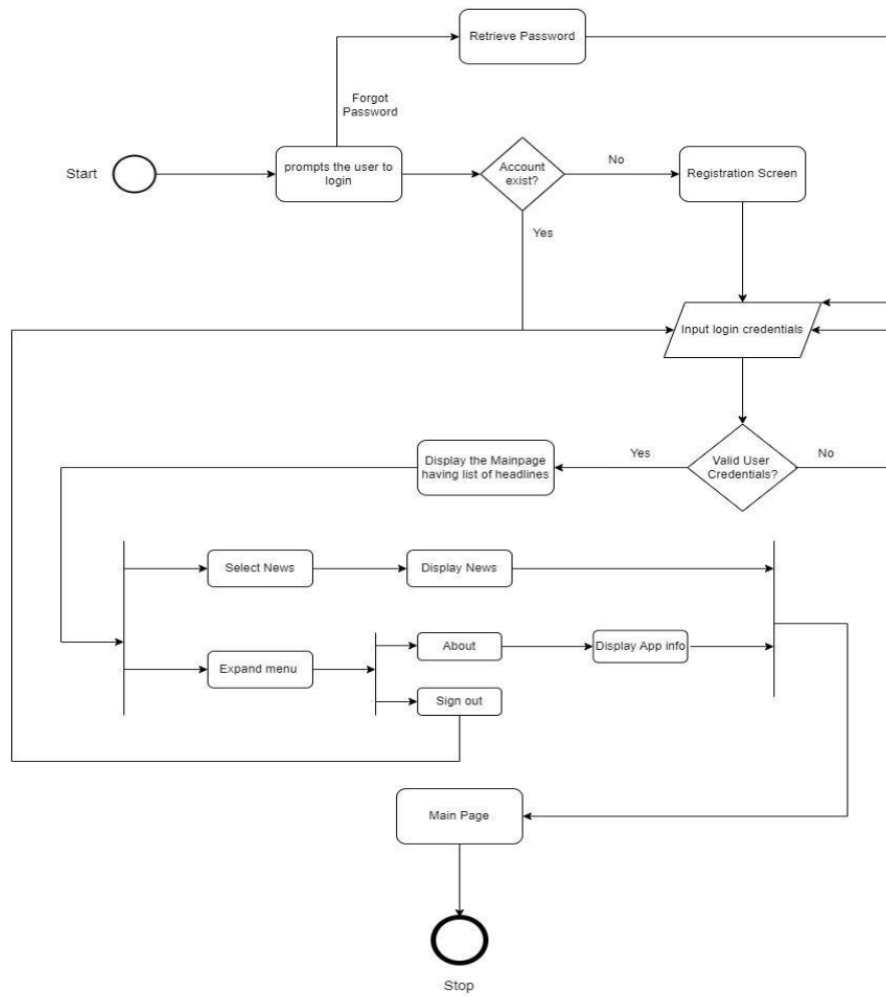 Retrieve Password
Forgot
Password
Start
prompts the user to
login
Account
exist?
No
Registration Screen
Yes
Input login credentials
Display the Mainpage
having list of headlines
Yes
Valid User
Credentials?
No
Select News
Display News
Expand menu
About
Display App info
Sign out
Main Page
Stop